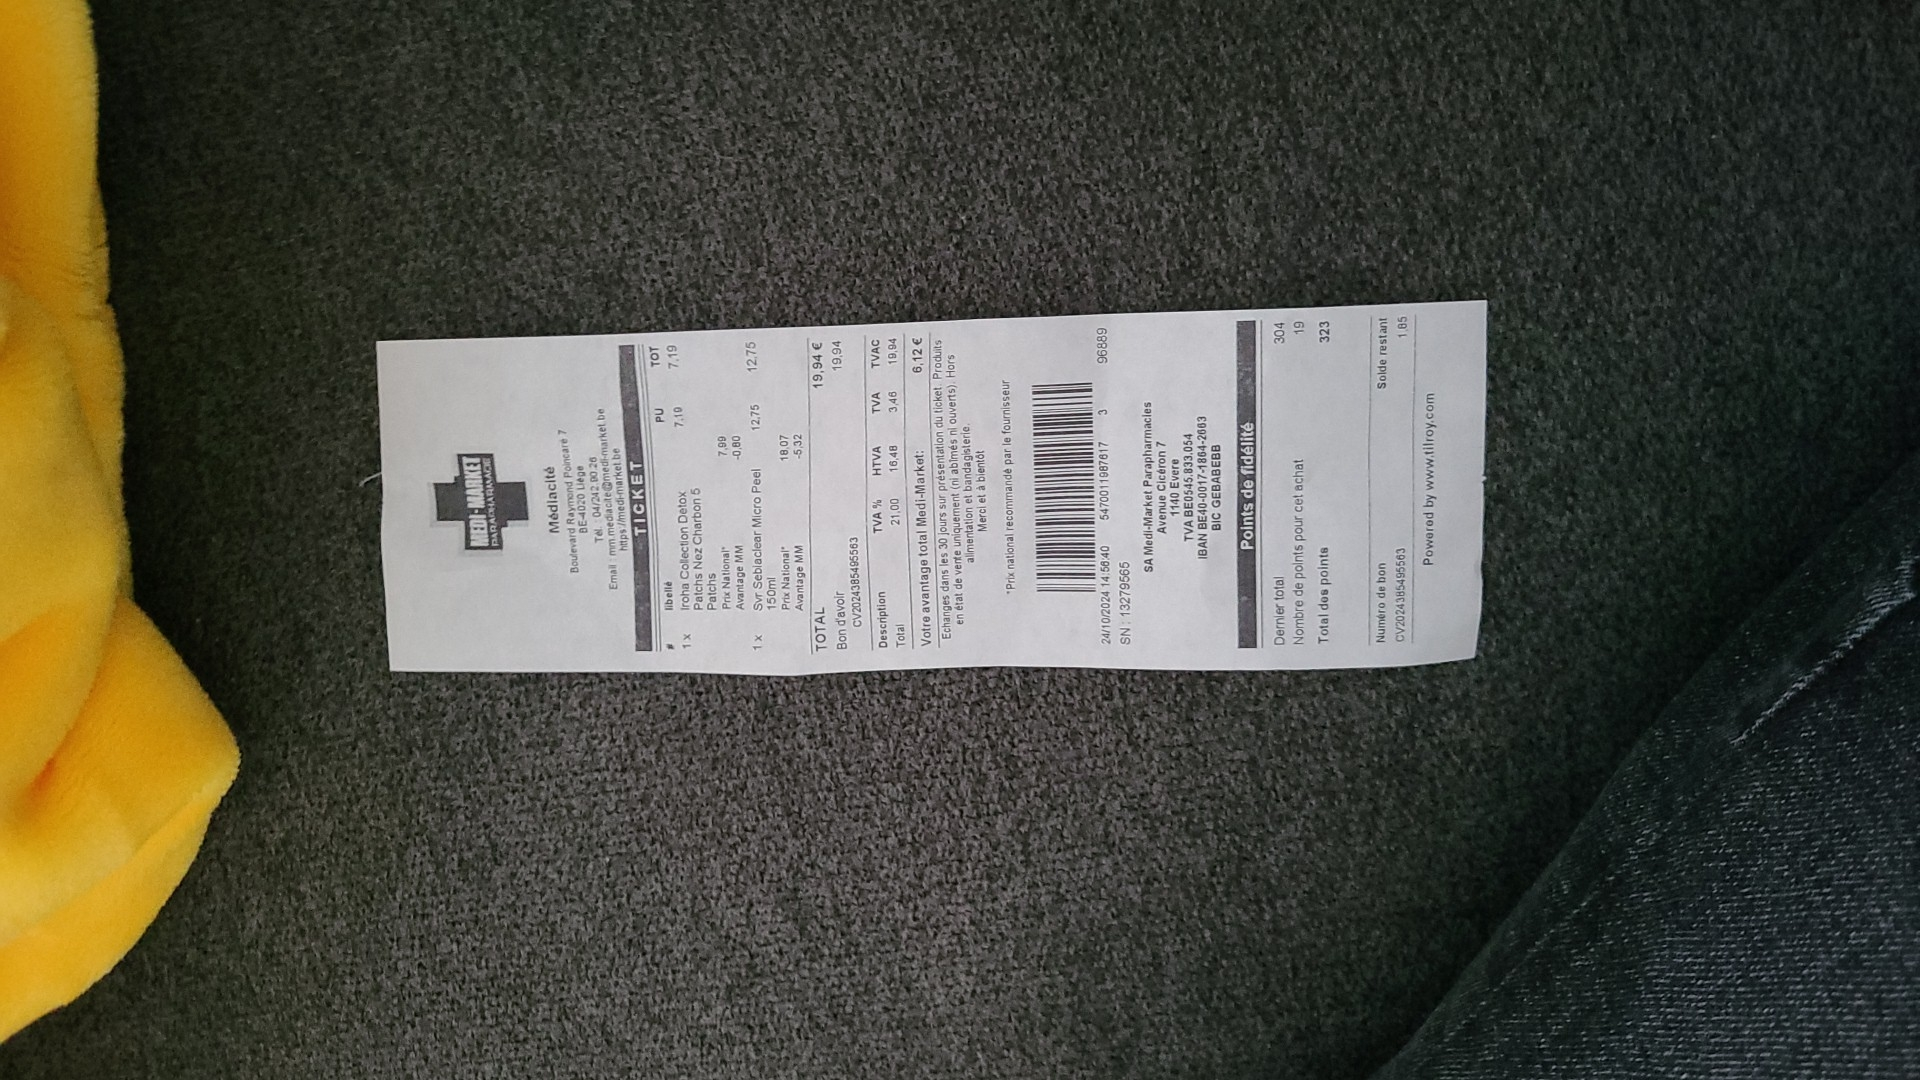 MEDI-MARKET
PARAPHARMACIE
Médiacité
Boulevard Raymond Poincaré 7
BE-4020 Liège
Tél. : 04/242.90.26
Email : mm.mediacite@medi-market.be
https://medi-market.be
TICKET
# libellé PU TOT
1 x Iroha Collection Detox 7,19 7,19
Patchs Nez Charbon 5
Patchs
Prix National* 7,99
Avantage MM -0,80
1 x Svr Sebiaclear Micro Peel 12,75 12,75
150ml
Prix National* 18,07
Avantage MM -5,32
TOTAL 19,94 €
Bon d'avoir 19,94
CV2024385495563
Description TVA % HTVA TVA TVAC
Total 21,00 16,48 3,46 19,94
Votre avantage total Medi-Market: 6,12 €
Echanges dans les 30 jours sur présentation du ticket. Produits
en état de vente uniquement (ni abîmés ni ouverts). Hors
alimentation et bandagisterie.
Merci et à bientôt
*Prix national recommandé par le fournisseur
24/10/2024 14:56:40 5470011987617 3 96889
SN : 13279565
SA Medi-Market Parapharmacies
Avenue Cicéron 7
1140 Evere
TVA BE0545.833.054
IBAN BE40-0017-1864-2663
BIC GEBABEBB
Points de fidélité
Dernier total 304
Nombre de points pour cet achat 19
Total des points 323
Numéro de bon Solde restant
CV2024385495563 1,85
Powered by www.tilroy.com